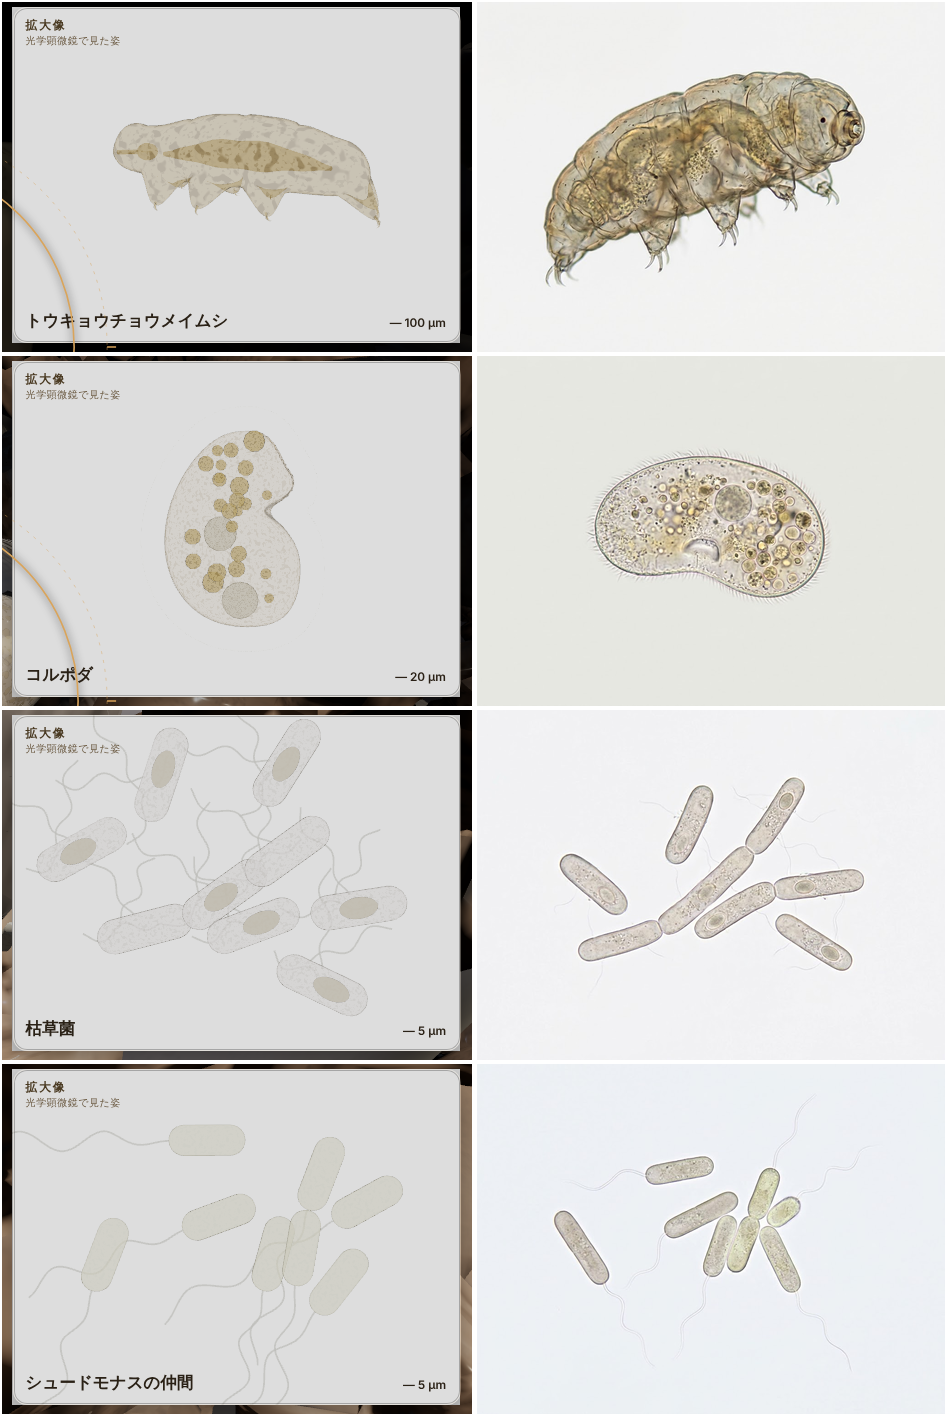 拡大像
光学顕微鏡で見た姿
トウキョウチョウメイムシ
— 100 µm
拡大像
光学顕微鏡で見た姿
コルポダ
— 20 µm
拡大像
光学顕微鏡で見た姿
枯草菌
— 5 µm
拡大像
光学顕微鏡で見た姿
シュードモナスの仲間
— 5 µm